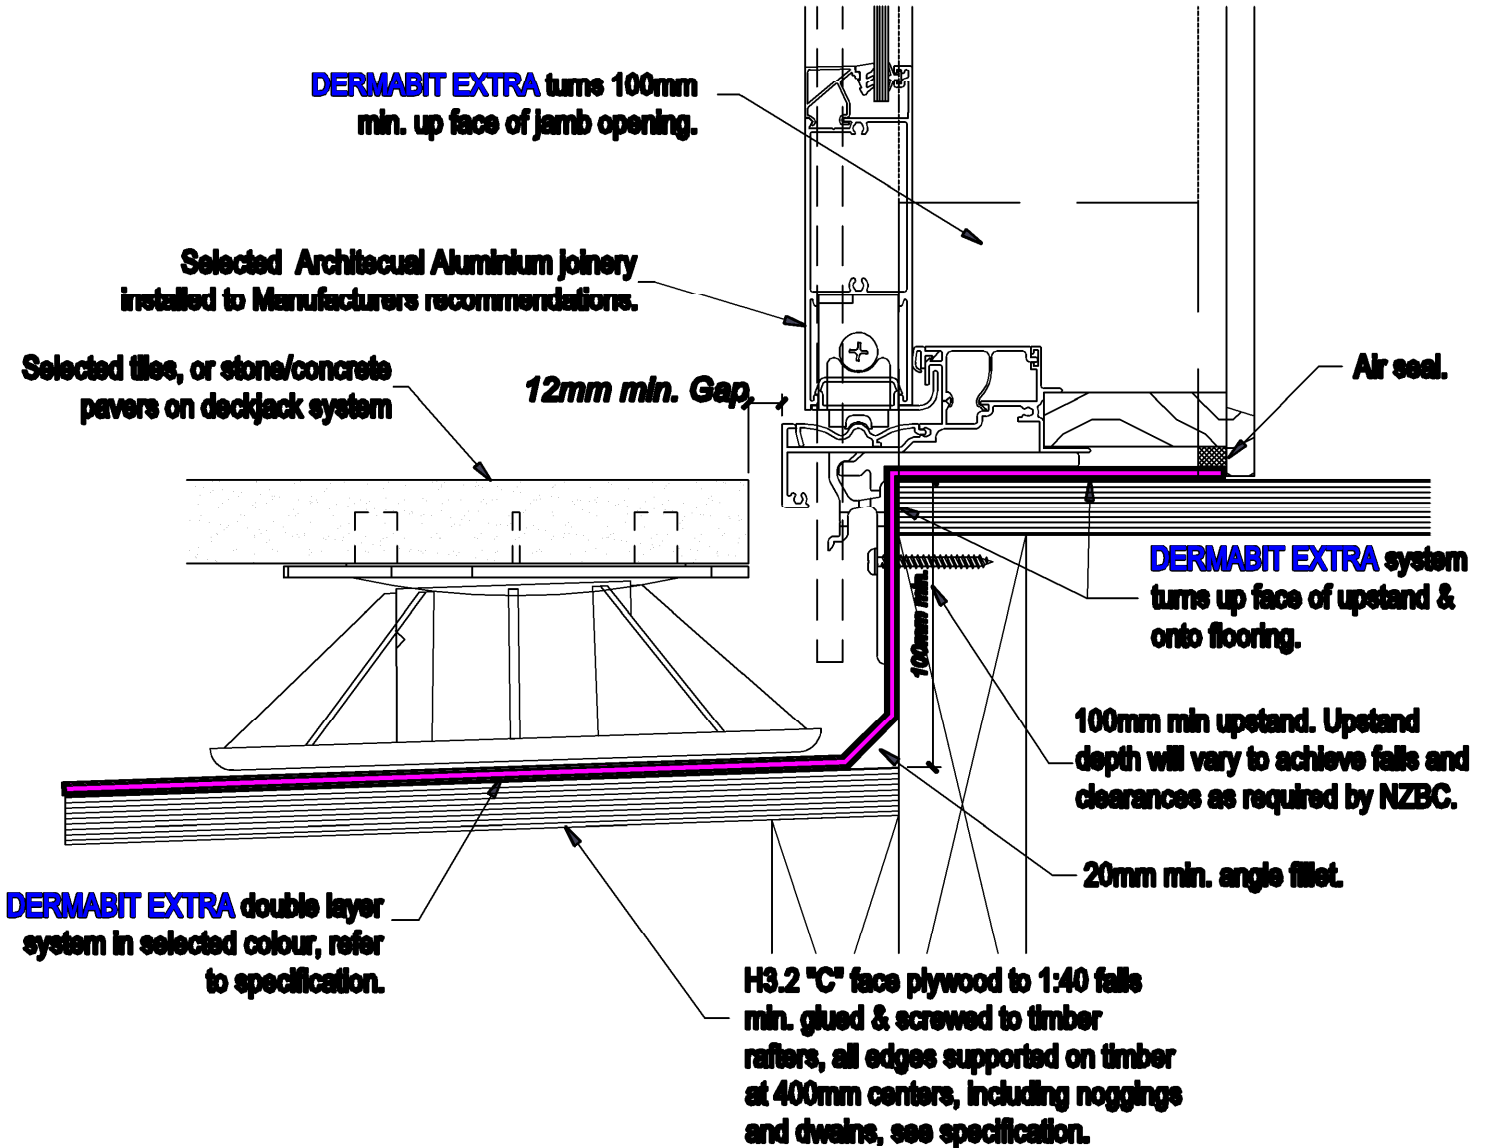 DERMABIT EXTRA turns 100mm
min. up face of jamb opening.
Selected Architecual Aluminium joinery
installed to Manufacturers recommendations.
Selected tiles, or stone/concrete
pavers on deckjack system
12mm min. Gap
Air seal.
DERMABIT EXTRA system
turns up face of upstand &
onto flooring.
100mm min.
100mm min upstand. Upstand
depth will vary to achieve falls and
clearances as required by NZBC.
20mm min. angle fillet.
DERMABIT EXTRA double layer
system in selected colour, refer
to specification.
H3.2 "C" face plywood to 1:40 falls
min. glued & screwed to timber
rafters, all edges supported on timber
at 400mm centers, including noggings
and dwains, see specification.